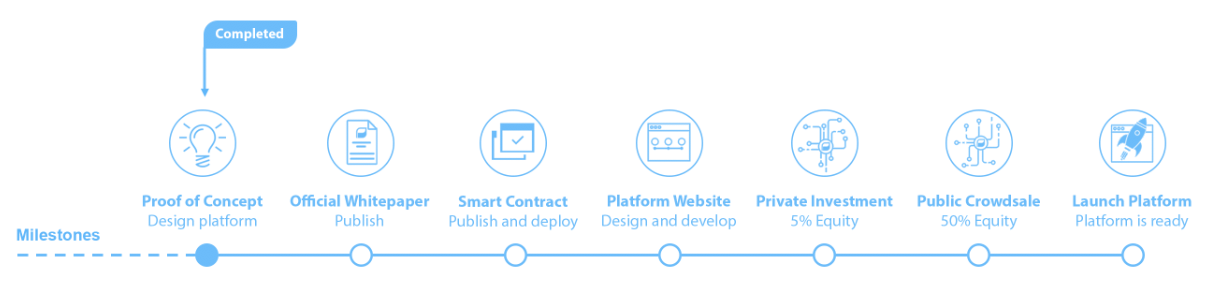 Completed
Proof of Concept
Design platform
Official Whitepaper
Publish
Smart Contract
Publish and deploy
Platform Website
Design and develop
Private Investment
5% Equity
Public Crowdsale
50% Equity
Launch Platform
Platform is ready
Milestones